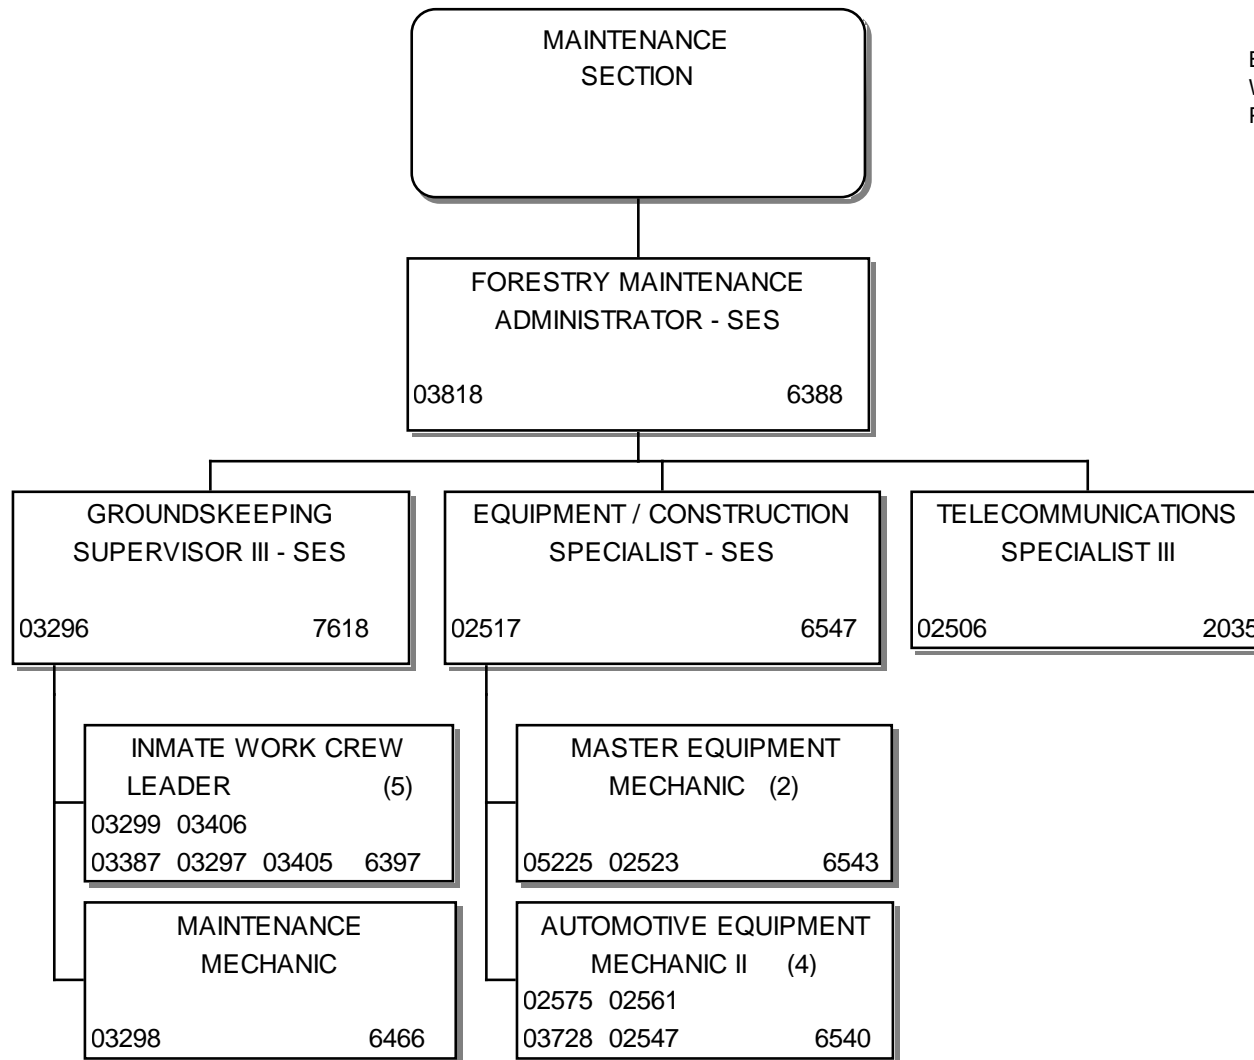 MAINTENANCE
SECTION
FORESTRY MAINTENANCE
ADMINISTRATOR - SES
03818 6388
GROUNDSKEEPING
SUPERVISOR III - SES
03296 7618
EQUIPMENT / CONSTRUCTION
SPECIALIST - SES
02517 6547
TELECOMMUNICATIONS
SPECIALIST III
02506 2035
INMATE WORK CREW
LEADER (5)
03299 03406
03387 03297 03405 6397
MAINTENANCE
MECHANIC
03298 6466
MASTER EQUIPMENT
MECHANIC (2)
05225 02523 6543
AUTOMOTIVE EQUIPMENT
MECHANIC II (4)
02575 02561
03728 02547 6540